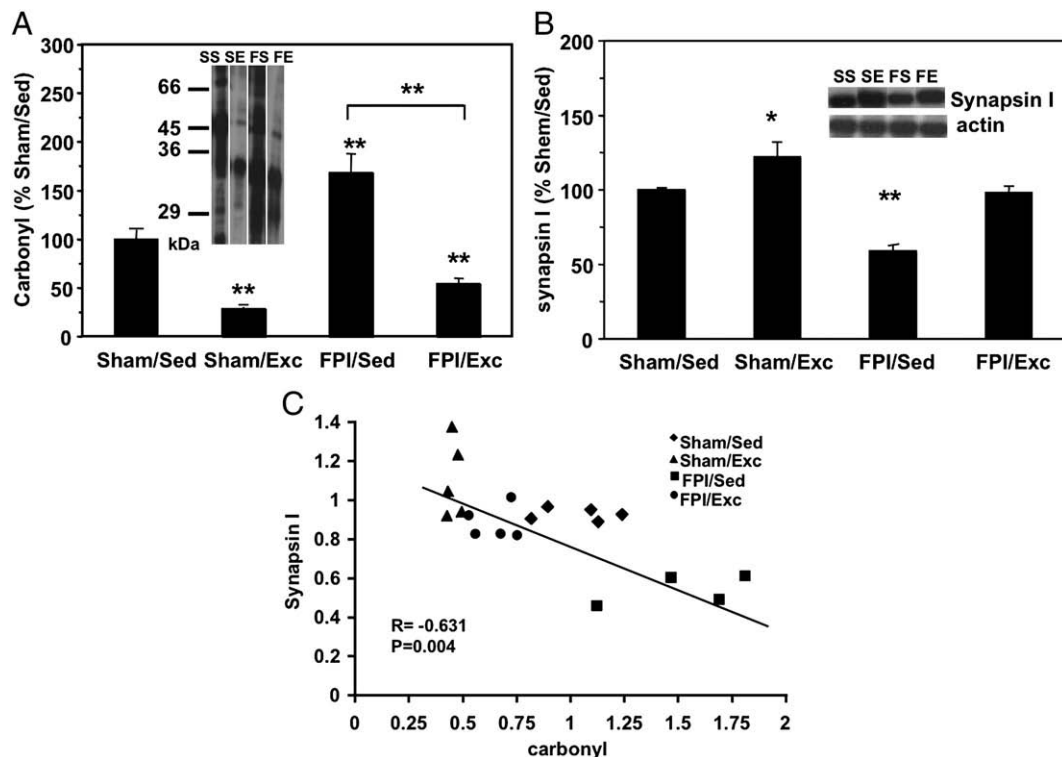 A
Carbonyl (% Sham/Sed)
300
250
200
150
100
50
0
SS SE FS FE
66
45
36
29
kDa
**
**
**
**
Sham/Sed Sham/Exc FPI/Sed FPI/Exc
B
synapsin I (% Shem/Sed)
200
150
100
50
0
SS SE FS FE
Synapsin I
actin
*
**
Sham/Sed Sham/Exc FPI/Sed FPI/Exc
C
Synapsin I
1.4
1.2
1
0.8
0.6
0.4
0.2
0
Sham/Sed
Sham/Exc
FPI/Sed
FPI/Exc
R= -0.631
P=0.004
0 0.25 0.5 0.75 1 1.25 1.5 1.75 2
carbonyl